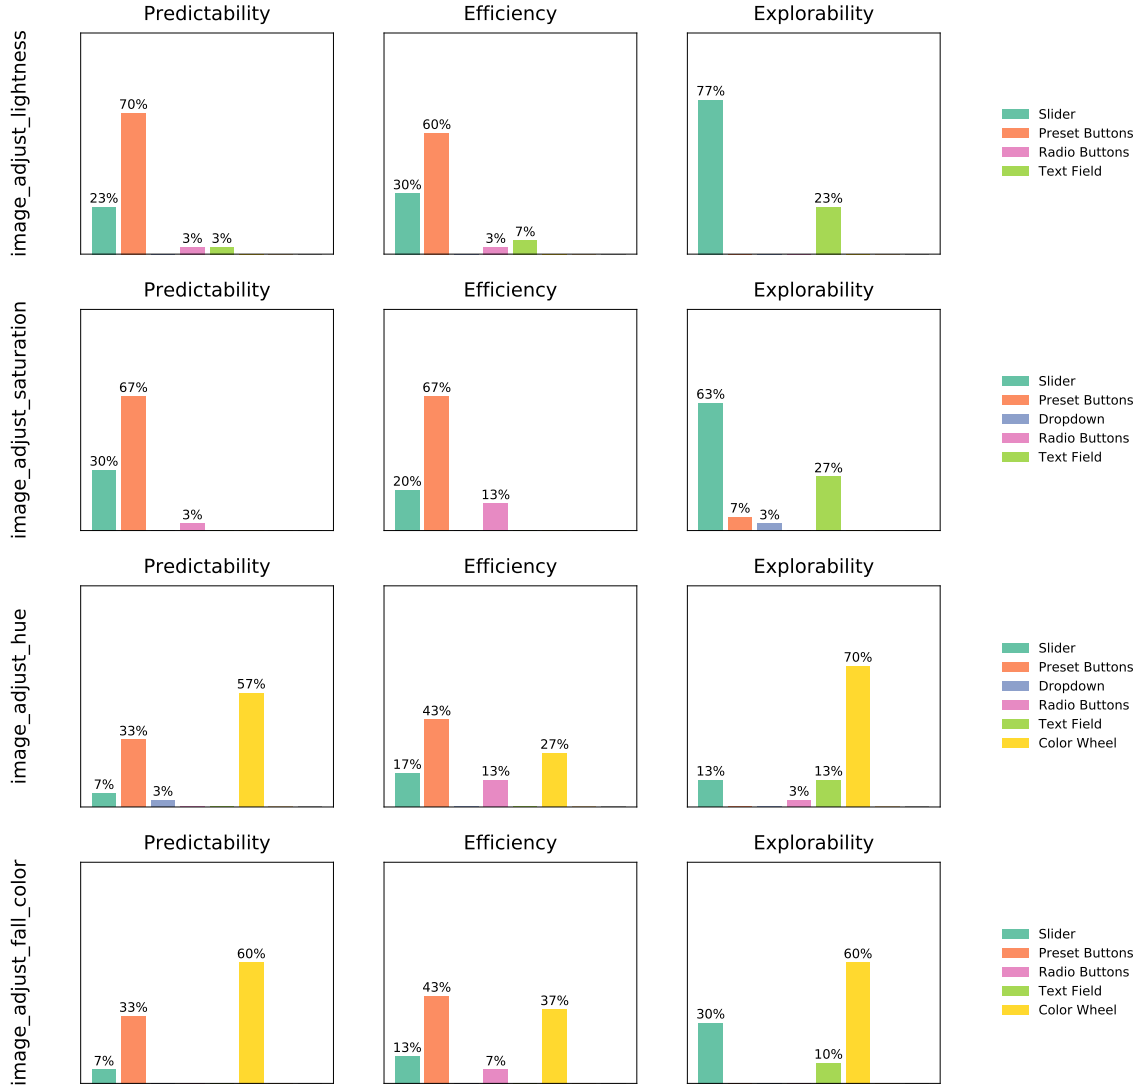 Predictability
Efficiency
Explorability
image_adjust_lightness
23%
70%
3%
3%
30%
60%
3%
7%
77%
23%
Slider
Preset Buttons
Radio Buttons
Text Field
Predictability
Efficiency
Explorability
image_adjust_saturation
30%
67%
3%
20%
67%
13%
63%
7%
3%
27%
Slider
Preset Buttons
Dropdown
Radio Buttons
Text Field
Predictability
Efficiency
Explorability
image_adjust_hue
7%
33%
3%
57%
17%
43%
13%
27%
13%
3%
13%
70%
Slider
Preset Buttons
Dropdown
Radio Buttons
Text Field
Color Wheel
Predictability
Efficiency
Explorability
image_adjust_fall_color
7%
33%
60%
13%
43%
7%
37%
30%
10%
60%
Slider
Preset Buttons
Radio Buttons
Text Field
Color Wheel